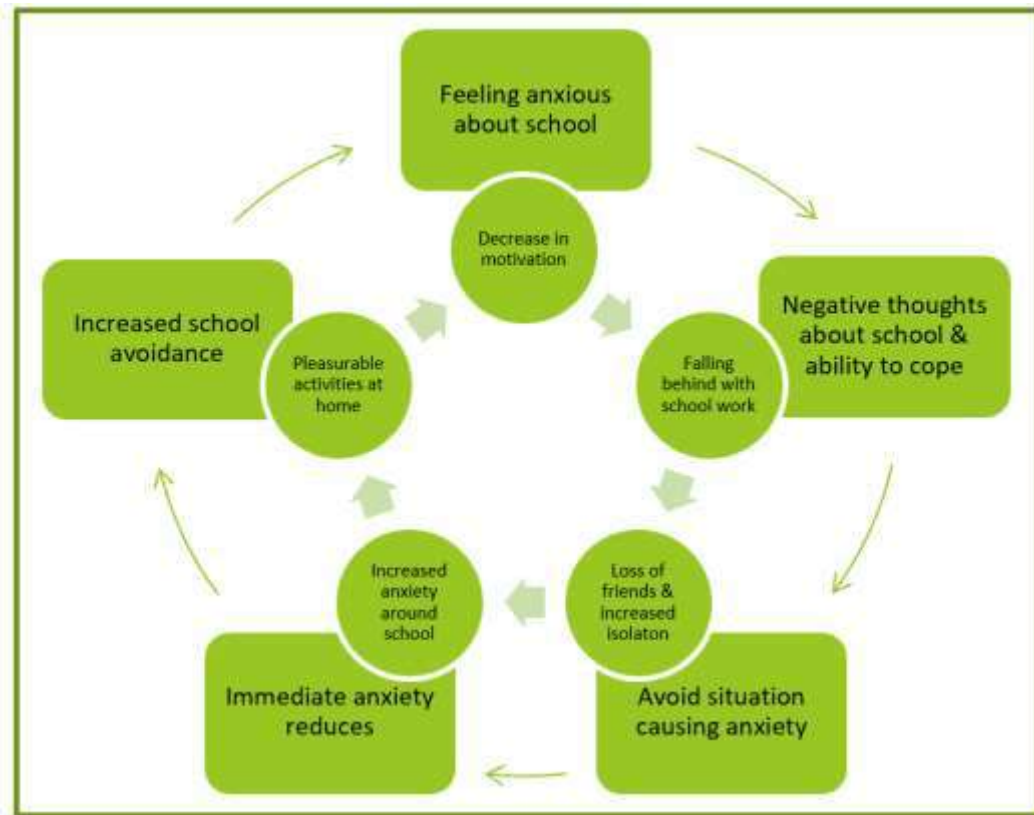 Feeling anxious
about school
Decrease in
motivation
Negative thoughts
about school &
ability to cope
Falling
behind with
school work
Avoid situation
causing anxiety
Loss of
friends &
increased
isolaton
Immediate anxiety
reduces
Increased
anxiety
around
school
Increased school
avoidance
Pleasurable
activities at
home